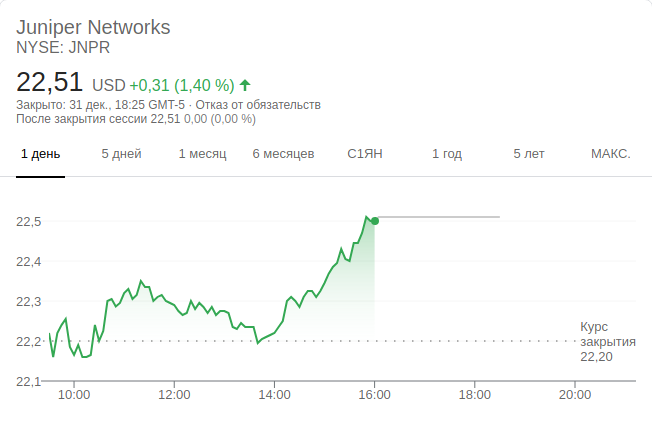 Juniper Networks
NYSE: JNPR
22,51 USD +0,31 (1,40 %)
Закрыто: 31 дек., 18:25 GMT-5 · Отказ от обязательств
После закрытия сессии 22,51 0,00 (0,00 %)
1 день 5 дней 1 месяц 6 месяцев С1ЯН 1 год 5 лет МАКС.
22,5
22,4
22,3
22,2
22,1
Курс
закрытия
22,20
10:00 12:00 14:00 16:00 18:00 20:00